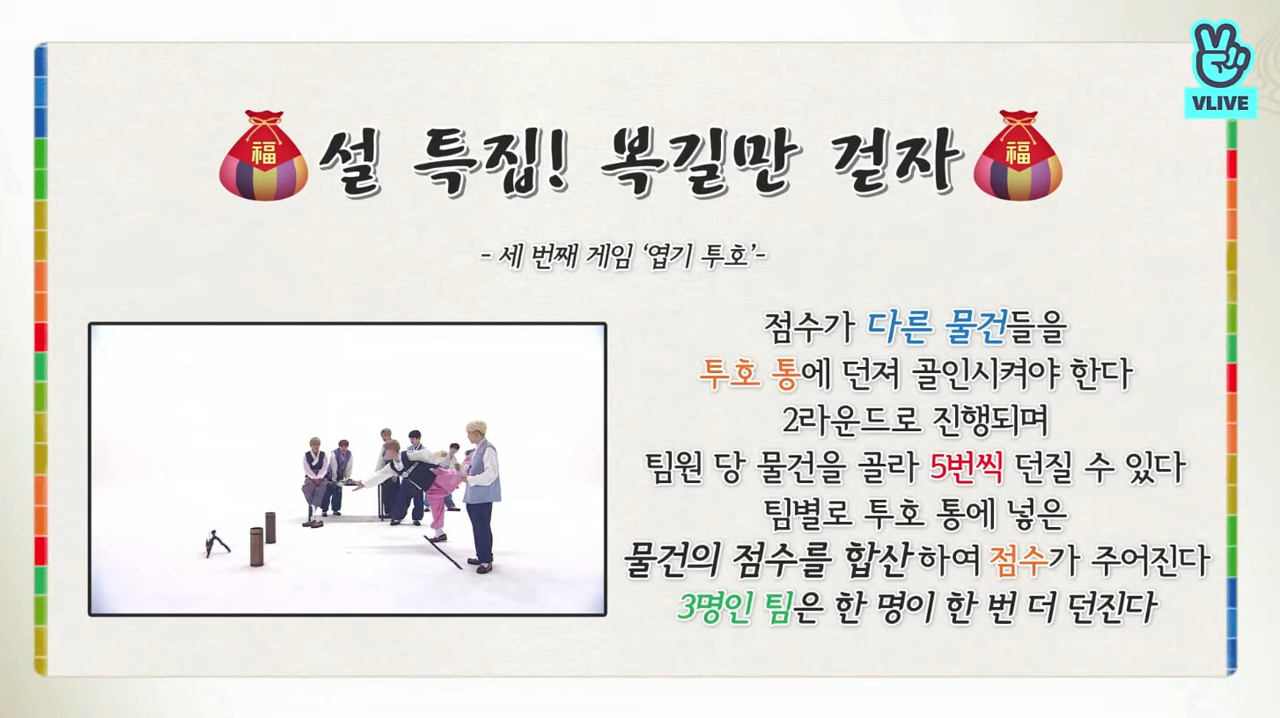 VLIVE
福 설 특집! 복길만 걷자 福
- 세 번째 게임 ‘엽기 투호’-
점수가 다른 물건들을
투호 통에 던져 골인시켜야 한다
2라운드로 진행되며
팀원 당 물건을 골라 5번씩 던질 수 있다
팀별로 투호 통에 넣은
물건의 점수를 합산하여 점수가 주어진다
3명인 팀은 한 명이 한 번 더 던진다